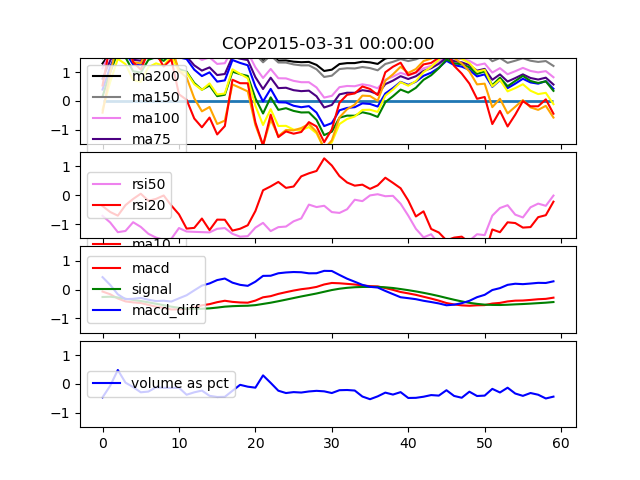 COP2015-03-31 00:00:00
1
0
−1
ma200
ma150
ma100
ma75
1
0
−1
rsi50
rsi20
ma10
1
0
−1
macd
signal
macd_diff
1
0
−1
volume as pct
0 10 20 30 40 50 60